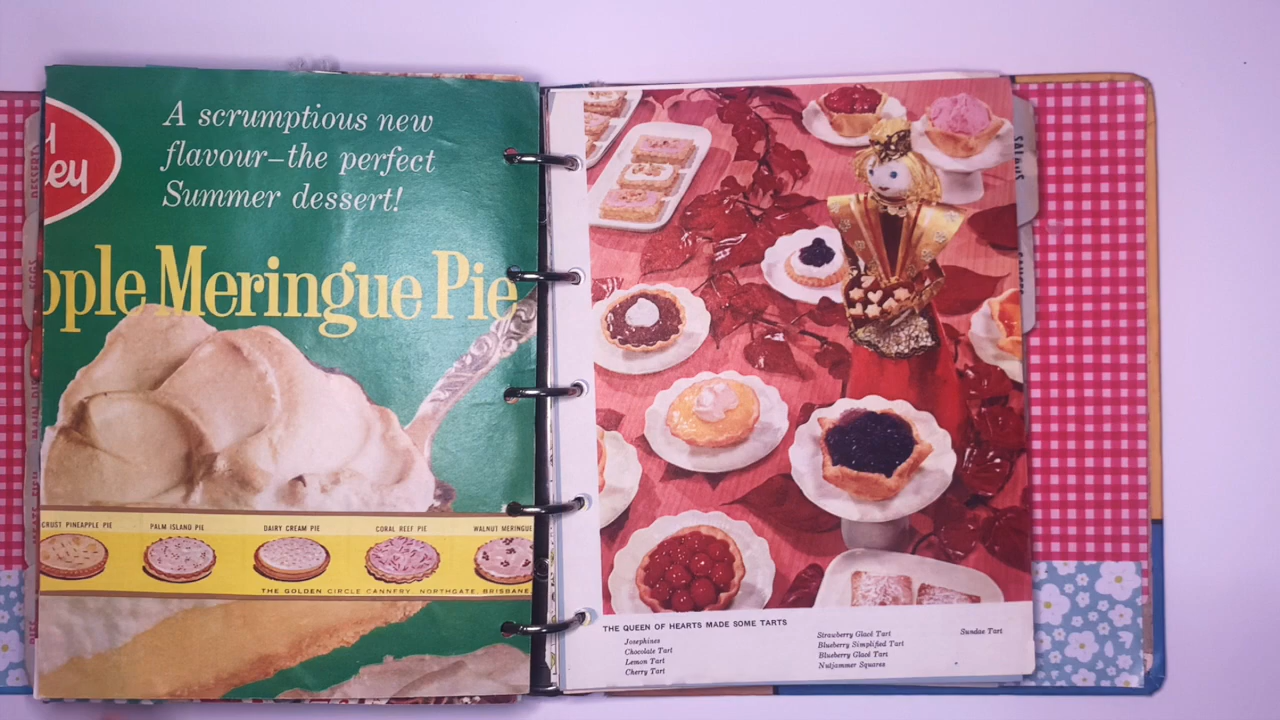 ey
A scrumptious new
flavour—the perfect
Summer dessert!
pple Meringue Pie
CRUST PINEAPPLE PIE
PALM ISLAND PIE
DAIRY CREAM PIE
CORAL REEF PIE
WALNUT MERINGUE
THE GOLDEN CIRCLE CANNERY, NORTHGATE, BRISBANE.
DESSERT
EGGS
THE QUEEN OF HEARTS MADE SOME TARTS
Josephines
Chocolate Tart
Lemon Tart
Cherry Tart
Strawberry Glacé Tart
Blueberry Simplified Tart
Blueberry Glacé Tart
Nutjammer Squares
Sundae Tart
SALADS